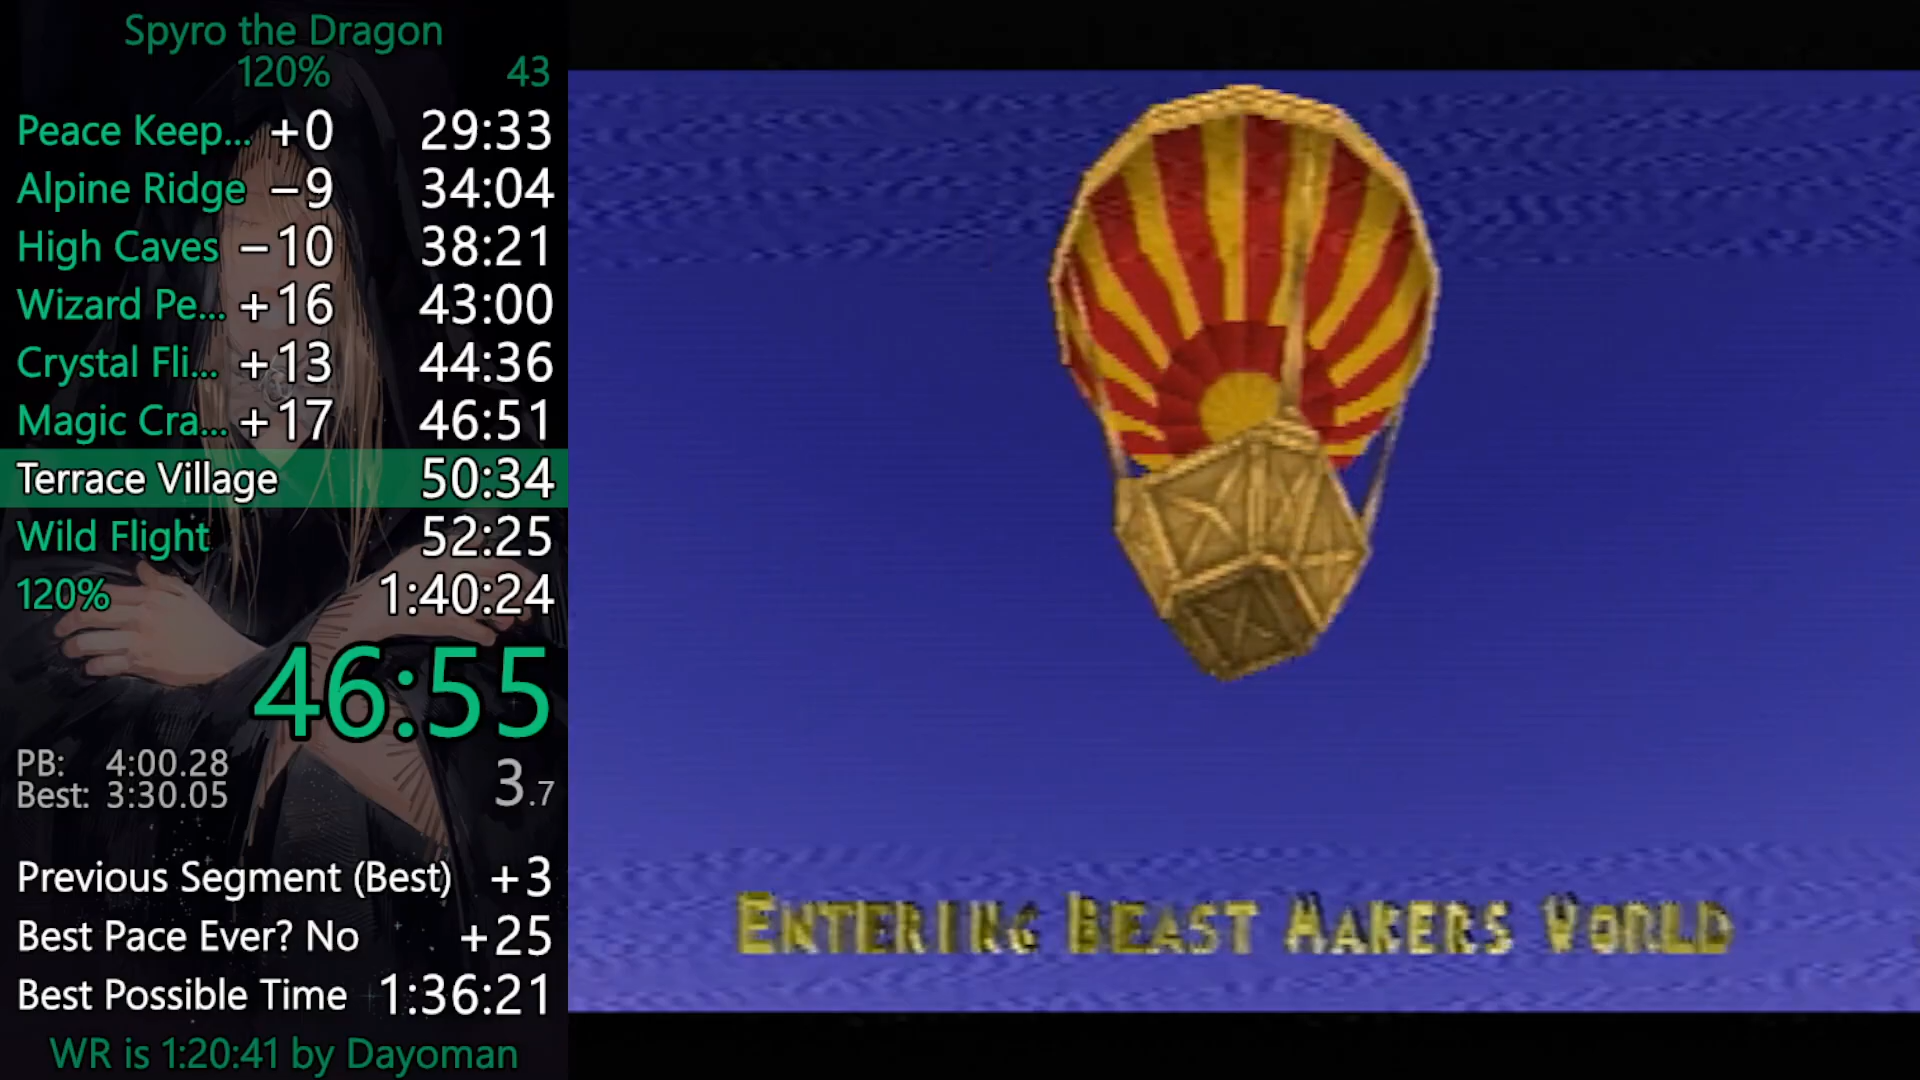 Spyro the Dragon
120% 43
Peace Keep... +0 29:33
Alpine Ridge −9 34:04
High Caves −10 38:21
Wizard Pe... +16 43:00
Crystal Fli... +13 44:36
Magic Cra... +17 46:51
Terrace Village 50:34
Wild Flight 52:25
120% 1:40:24
46:55
PB: 4:00.28
Best: 3:30.05
3.7
Previous Segment (Best) +3
Best Pace Ever? No +25
Best Possible Time 1:36:21
WR is 1:20:41 by Dayoman
ENTERING BEAST MAKERS WORLD